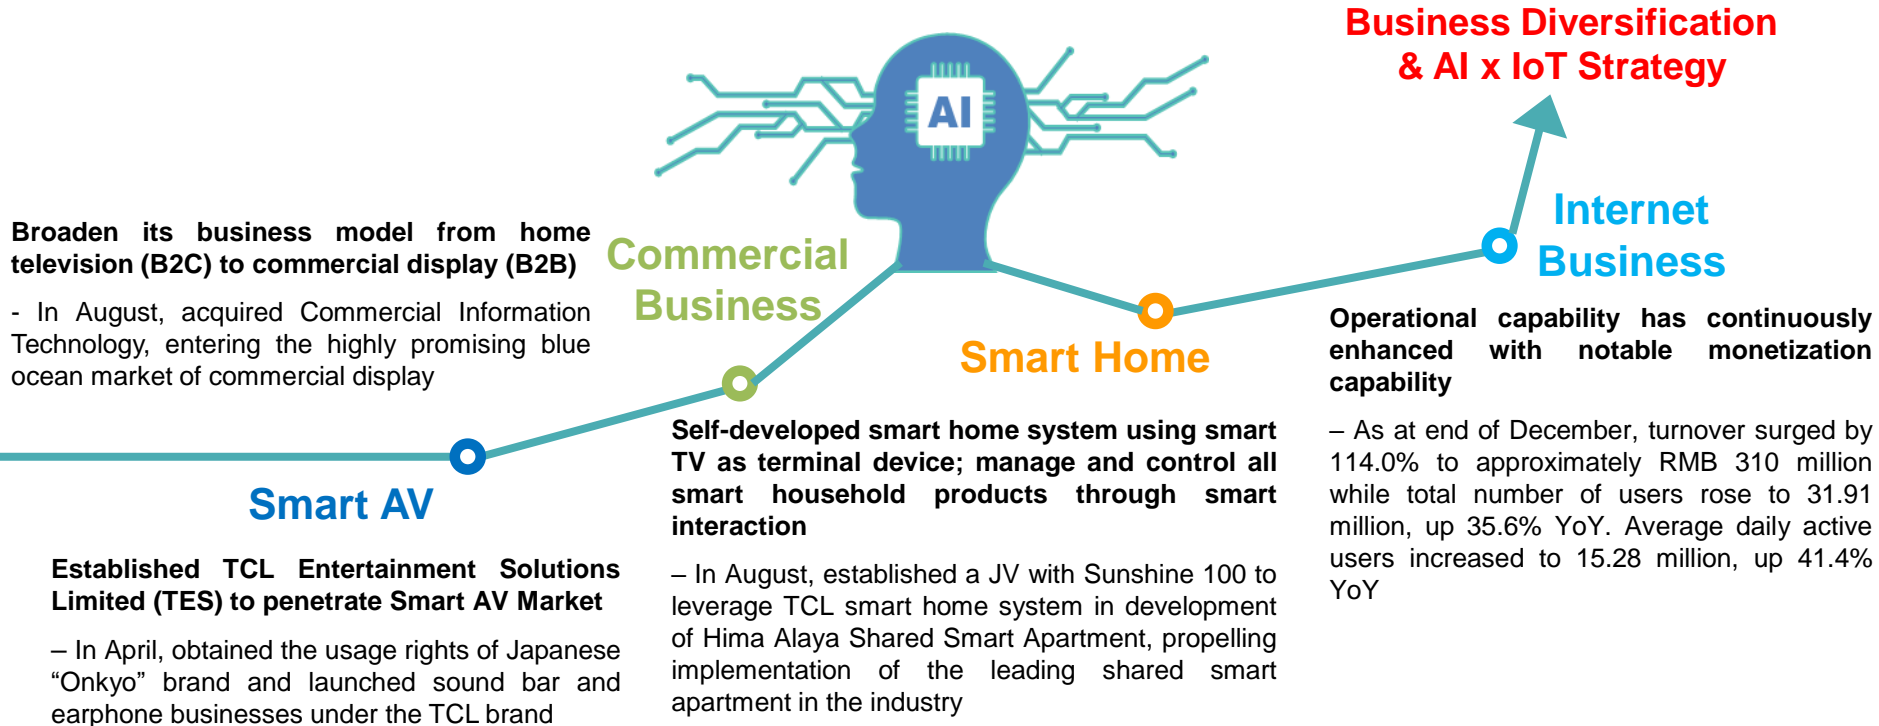 Business Diversification
& AI x IoT Strategy
AI
Internet
Business
Broaden its business model from home
television (B2C) to commercial display (B2B)
- In August, acquired Commercial Information
Technology, entering the highly promising blue
ocean market of commercial display
Commercial
Business
Smart Home
Operational capability has continuously
enhanced with notable monetization
capability
– As at end of December, turnover surged by
114.0% to approximately RMB 310 million
while total number of users rose to 31.91
million, up 35.6% YoY. Average daily active
users increased to 15.28 million, up 41.4%
YoY
Self-developed smart home system using smart
TV as terminal device; manage and control all
smart household products through smart
interaction
– In August, established a JV with Sunshine 100 to
leverage TCL smart home system in development
of Hima Alaya Shared Smart Apartment, propelling
implementation of the leading shared smart
apartment in the industry
Smart AV
Established TCL Entertainment Solutions
Limited (TES) to penetrate Smart AV Market
– In April, obtained the usage rights of Japanese
“Onkyo” brand and launched sound bar and
earphone businesses under the TCL brand